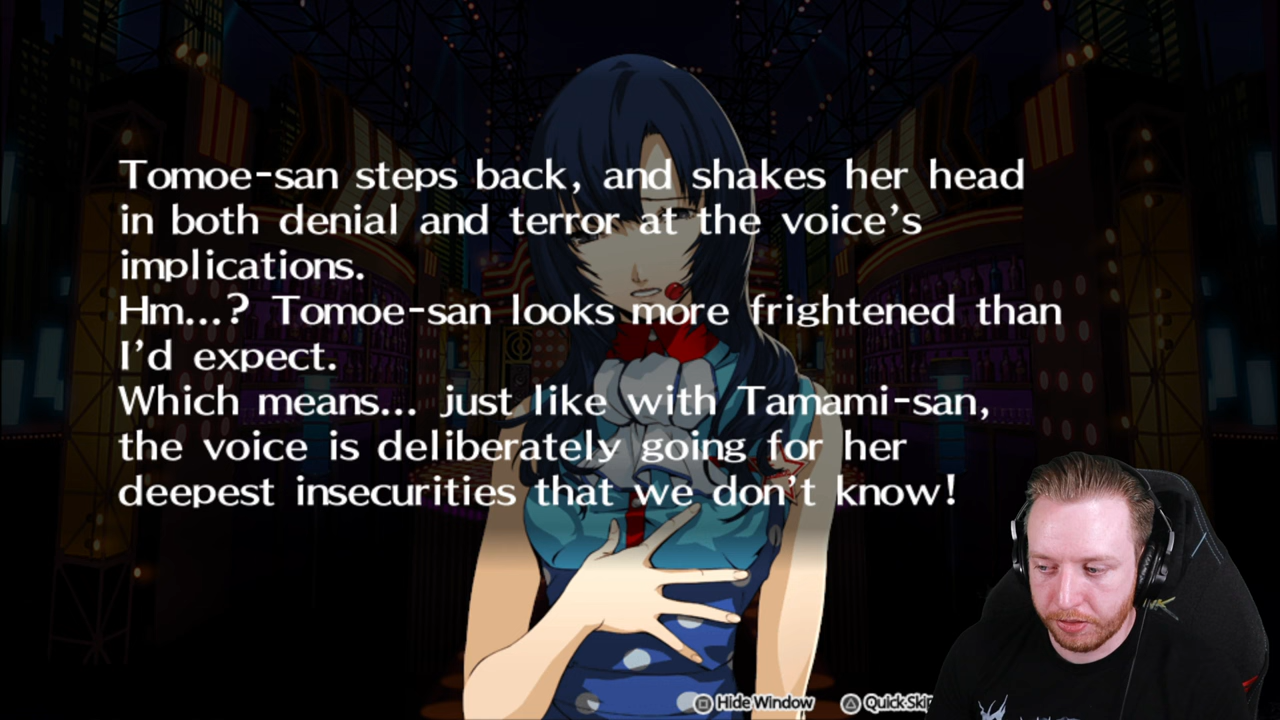 Tomoe-san steps back, and shakes her head
in both denial and terror at the voice's
implications.
Hm...? Tomoe-san looks more frightened than
I'd expect.
Which means... just like with Tamami-san,
the voice is deliberately going for her
deepest insecurities that we don't know!
Hide Window Quick Skip